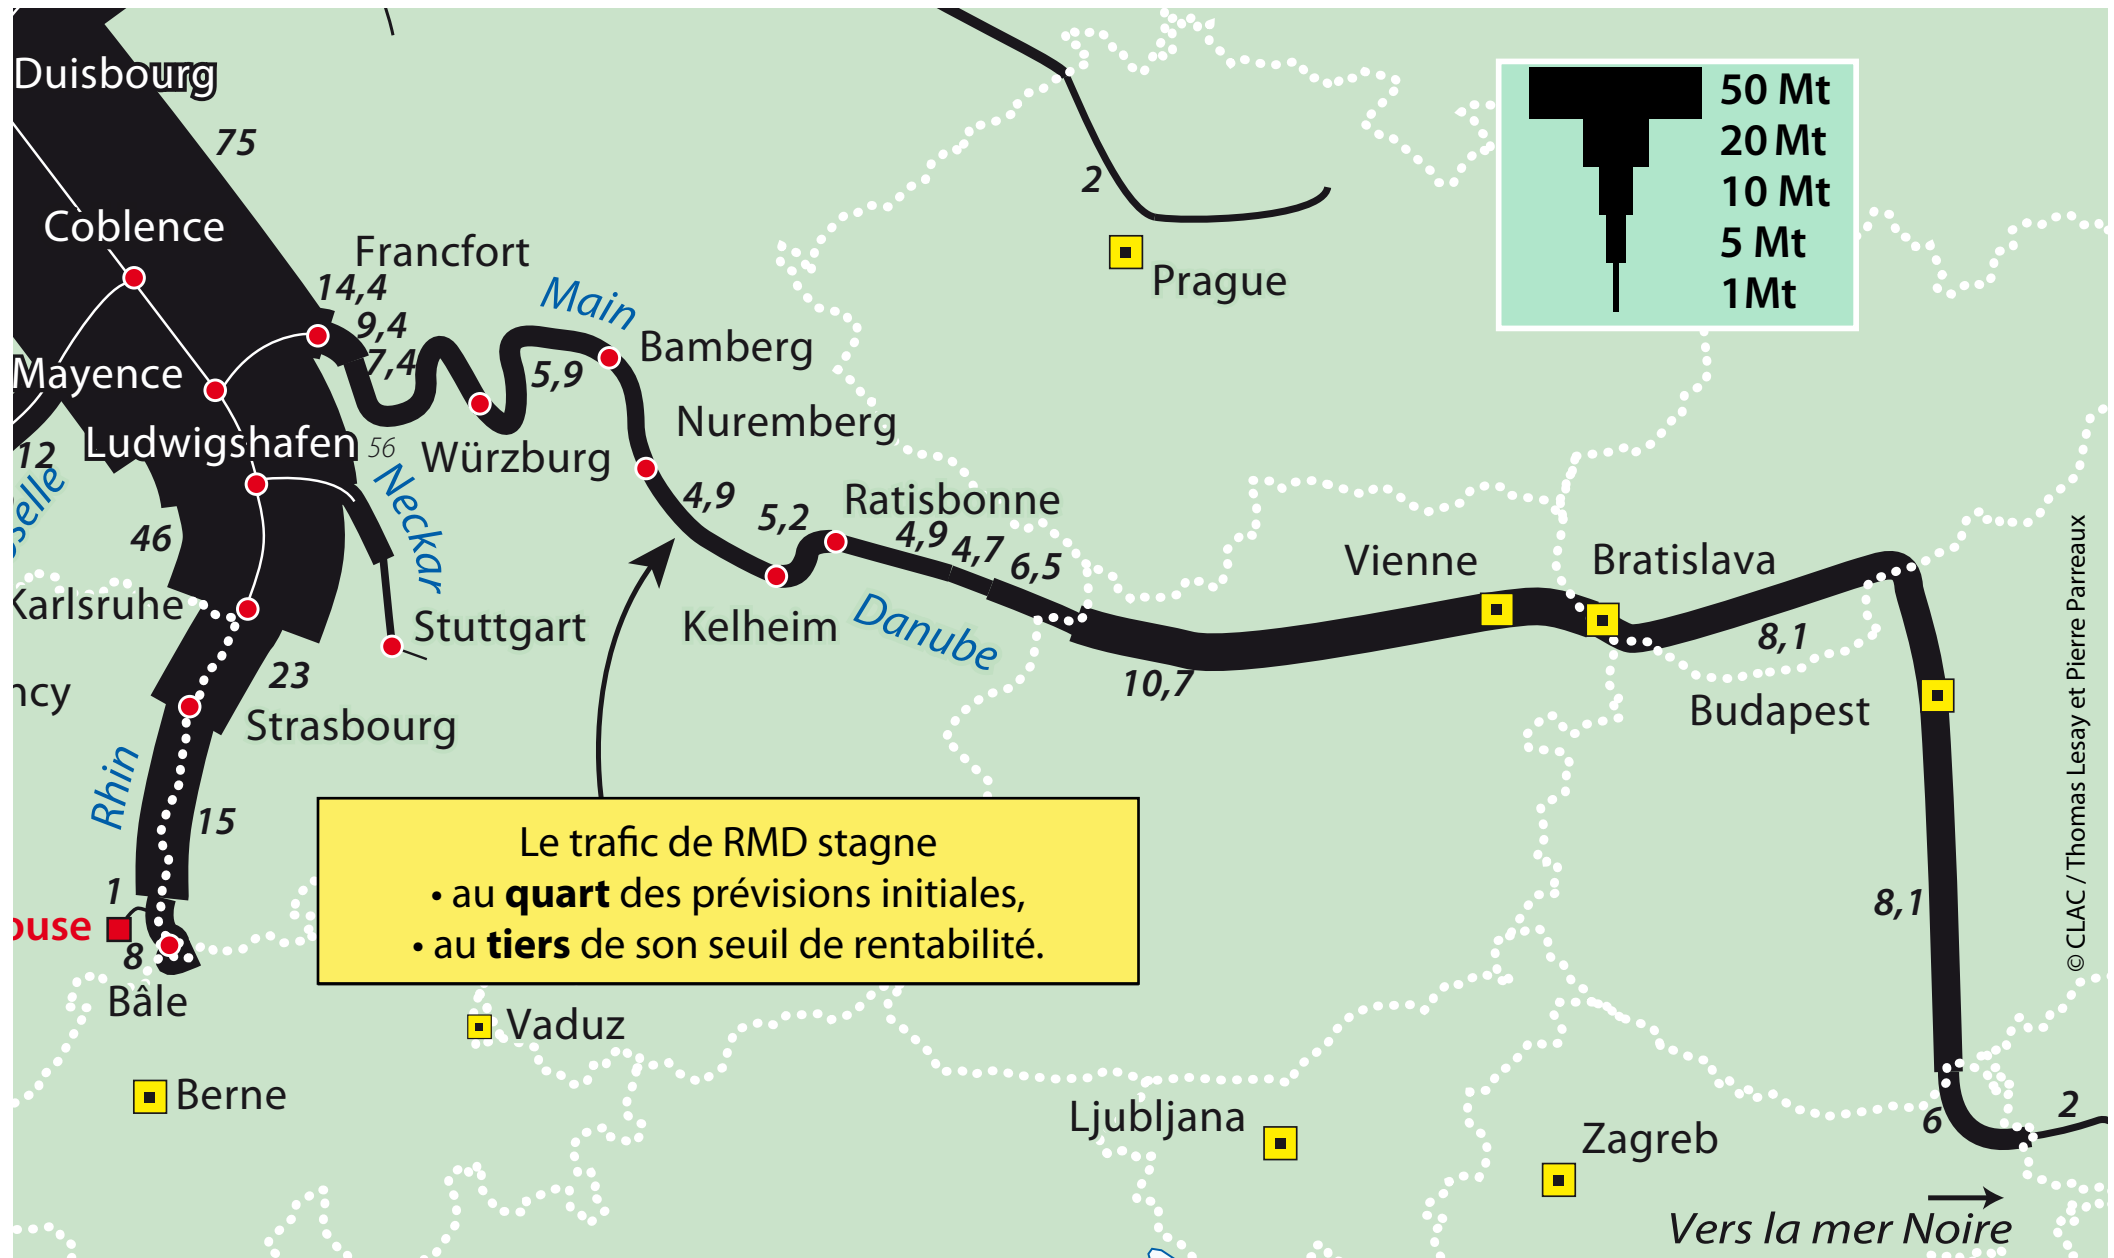 Duisbourg
75
50 Mt
20 Mt
10 Mt
5 Mt
1Mt
2
Prague
Coblence
Francfort
14,4
Main
9,4
7,4
5,9
Bamberg
Mayence
Nuremberg
Ludwigshafen
56
12
Würzburg
Neckar
4,9
5,2
Ratisbonne
4,9
4,7
6,5
selle
46
Vienne
Bratislava
Karlsruhe
Stuttgart
Kelheim
Danube
8,1
23
10,7
ncy
Strasbourg
Budapest
Rhin
15
Le trafic de RMD stagne
• au quart des prévisions initiales,
• au tiers de son seuil de rentabilité.
1
ouse
8
Bâle
8,1
© CLAC / Thomas Lesay et Pierre Parreaux
Vaduz
Berne
Ljubljana
Zagreb
6
2
Vers la mer Noire